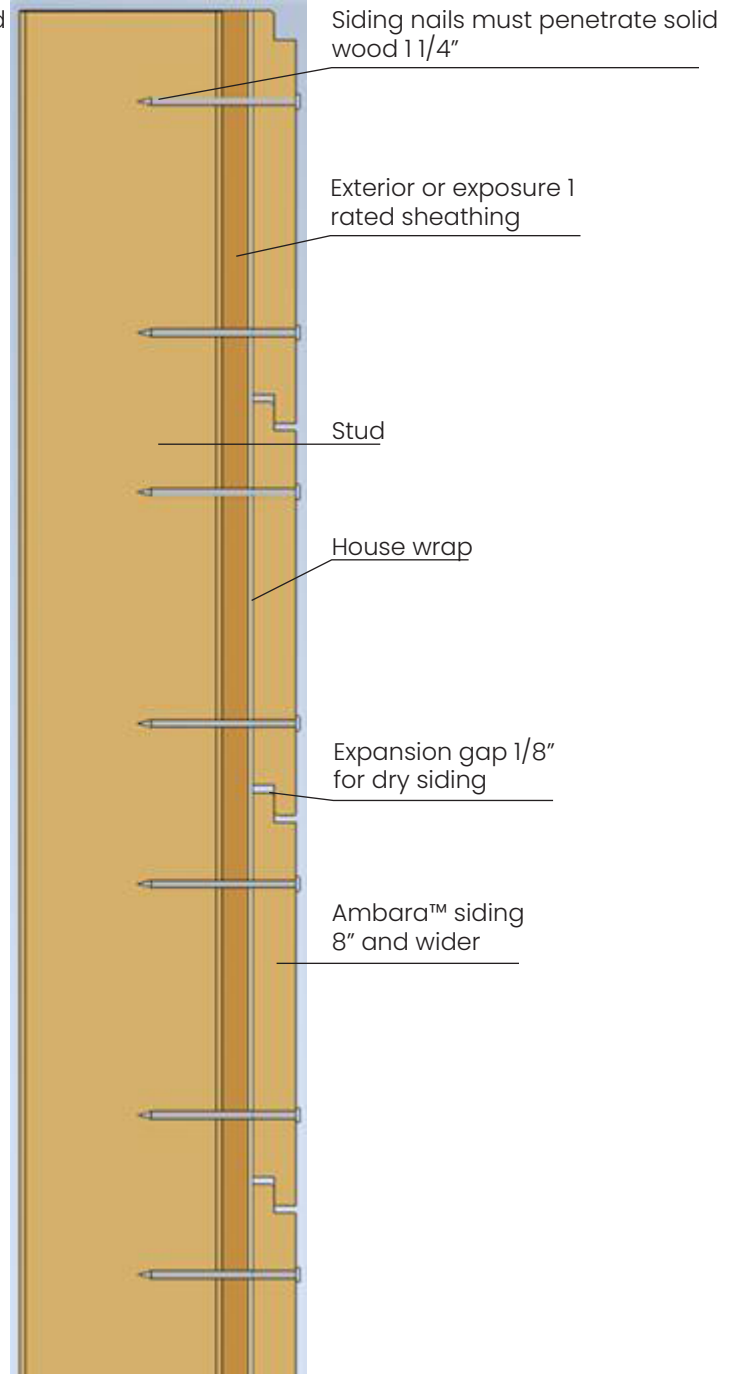 Siding nails must penetrate solid
wood 1 1/4”
Exterior or exposure 1
rated sheathing
Stud
House wrap
Expansion gap 1/8”
for dry siding
Ambara™ siding
8” and wider